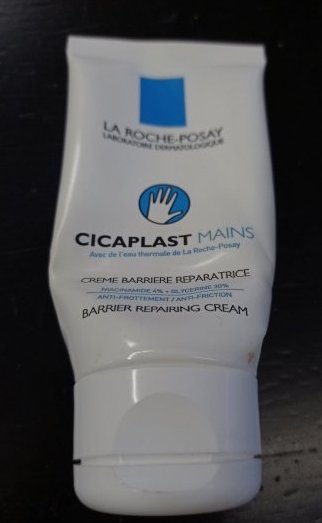 LA ROCHE-POSAY
LABORATOIRE DERMATOLOGIQUE
CICAPLAST MAINS
Avec de l'eau thermale de La Roche-Posay
CREME BARRIERE REPARATRICE
NIACINAMIDE 4% + GLYCERINE 30%
ANTI-FROTTEMENT / ANTI-FRICTION
BARRIER REPAIRING CREAM